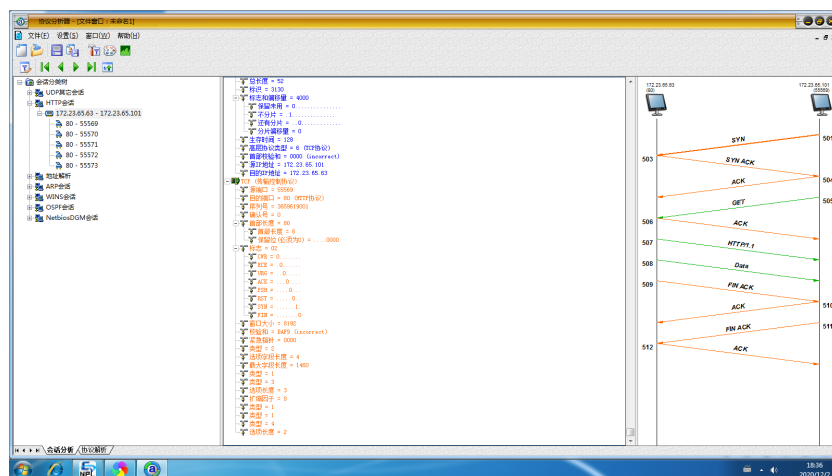 协议分析器 - [文件窗口：未命名1]
文件(F) 设置(S) 窗口(W) 帮助(H)
会话分类树
UDP其它会话
HTTP会话
172.23.65.63 - 172.23.65.101
80 - 55569
80 - 55570
80 - 55571
80 - 55572
80 - 55573
地址解析
ARP会话
WINS会话
OSPF会话
NetbiosDGM会话
总长度 = 52
标识 = 3130
标志和偏移量 = 4000
保留未用 = 0...............
不分片 = .1..............
还有分片 = ..0.............
分片偏移量 = 0
生存时间 = 128
高层协议类型 = 6 (TCP协议)
首部校验和 = 0000 (incorrect)
源IP地址 = 172.23.65.101
目的IP地址 = 172.23.65.63
TCP (传输控制协议)
源端口 = 55569
目的端口 = 80 (HTTP协议)
序列号 = 3859619001
确认号 = 0
首部长度 = 80
首部长度 = 8
保留位(必须为0) = ....0000
标志 = 02
CWR = 0.......
ECE = .0......
URG = ..0.....
ACK = ...0....
PSH = ....0...
RST = .....0..
SYN = ......1.
FIN = .......0
窗口大小 = 8192
校验和 = DAF9 (incorrect)
紧急指针 = 0000
类型 = 2
选项字段长度 = 4
最大字段长度 = 1460
类型 = 1
类型 = 3
选项长度 = 3
扩增因子 = 8
类型 = 1
类型 = 1
类型 = 4
选项长度 = 2
172.23.65.63
(80)
172.23.65.101
(55569)
SYN
501
503
SYN ACK
504
ACK
GET
505
506
ACK
507
HTTP/1.1
508
Data
509
FIN ACK
510
ACK
511
FIN ACK
512
ACK
会话分析 协议解析
NPL
18:36